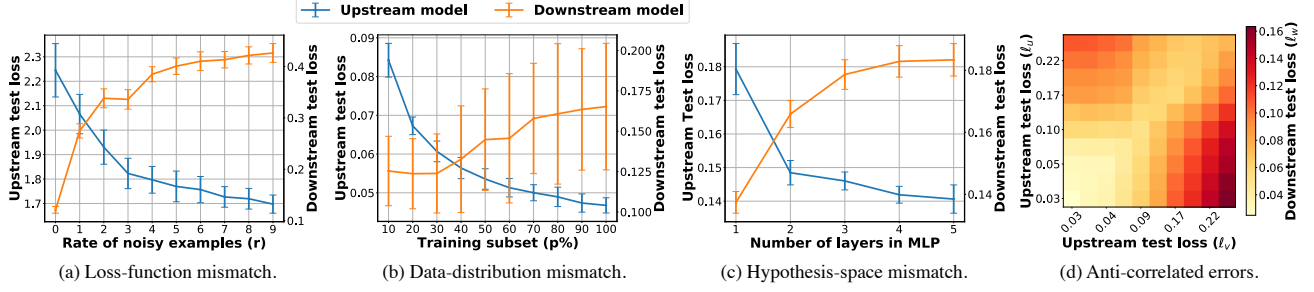 Upstream model Downstream model
Upstream test loss
2.3
2.2
2.1
2.0
1.9
1.8
1.7
0 1 2 3 4 5 6 7 8 9
Rate of noisy examples (r)
0.4
0.3
0.2
0.1
Downstream test loss
(a) Loss-function mismatch.
Upstream test loss
0.09
0.08
0.07
0.06
0.05
10 20 30 40 50 60 70 80 90 100
Training subset (p%)
0.200
0.175
0.150
0.125
0.100
Downstream test loss
(b) Data-distribution mismatch.
Upstream Test loss
0.18
0.17
0.16
0.15
0.14
1 2 3 4 5
Number of layers in MLP
0.18
0.16
0.14
Downstream test loss
(c) Hypothesis-space mismatch.
Upstream test loss (ℓU)
0.22
0.17
0.10
0.05
0.03
0.03 0.04 0.09 0.17 0.22
Upstream test loss (ℓV)
0.16
0.14
0.12
0.10
0.08
0.06
0.04
Downstream test loss (ℓW)
(d) Anti-correlated errors.